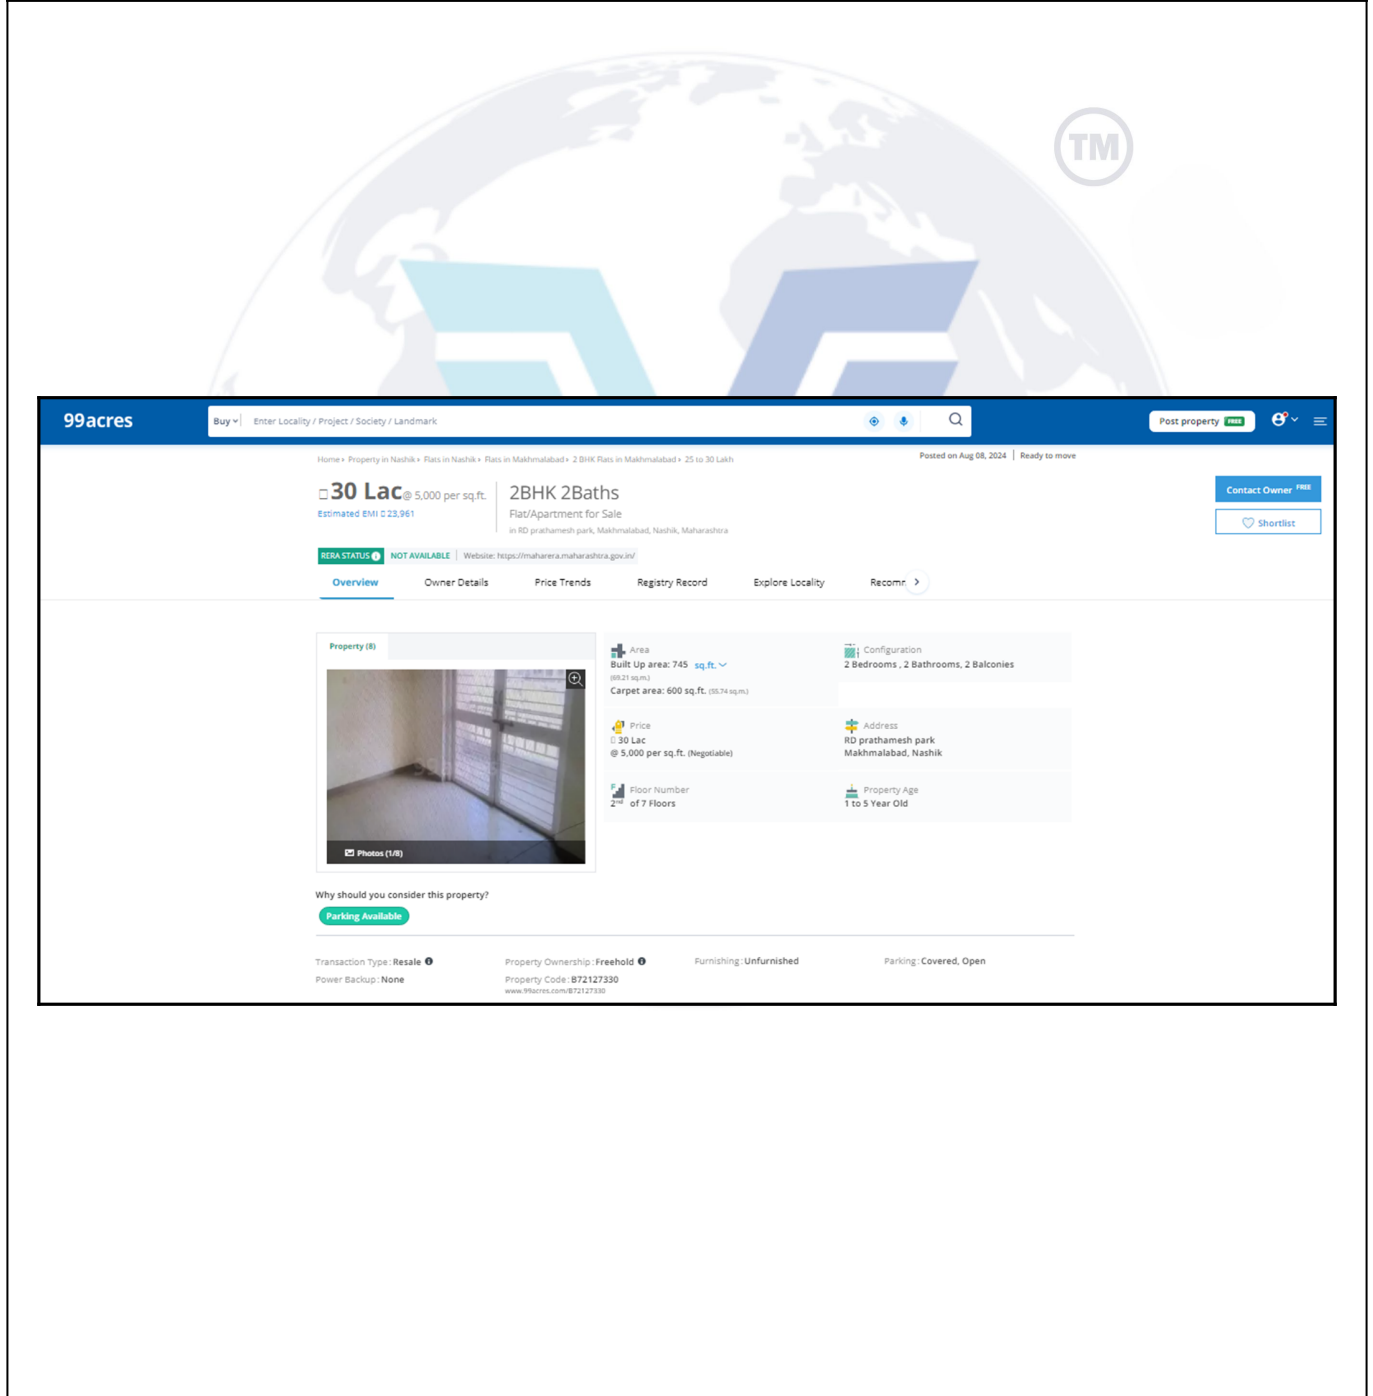 TM
99acres
Buy
Enter Locality / Project / Society / Landmark
Post property FREE
Home › Property in Nashik › Flats in Nashik › Flats in Makhmalabad › 2 BHK Flats in Makhmalabad › 25 to 30 Lakh
Posted on Aug 08, 2024 | Ready to move
30 Lac @ 5,000 per sq.ft.
Estimated EMI 23,961
2BHK 2Baths
Flat/Apartment for Sale
in RD prathamesh park, Makhmalabad, Nashik, Maharashtra
Contact Owner FREE
Shortlist
RERA STATUS NOT AVAILABLE | Website: https://maharera.maharashtra.gov.in/
Overview Owner Details Price Trends Registry Record Explore Locality Recomr
Property (8)
99acres
Photos (1/8)
Area
Built Up area: 745 sq.ft.
(69.21 sq.m.)
Carpet area: 600 sq.ft. (55.74 sq.m.)
Configuration
2 Bedrooms , 2 Bathrooms, 2 Balconies
Price
30 Lac
@ 5,000 per sq.ft. (Negotiable)
Address
RD prathamesh park
Makhmalabad, Nashik
Floor Number
2nd of 7 Floors
Property Age
1 to 5 Year Old
Why should you consider this property?
Parking Available
Transaction Type: Resale Property Ownership: Freehold Furnishing: Unfurnished Parking: Covered, Open
Power Backup: None Property Code: B72127330
www.99acres.com/B72127330